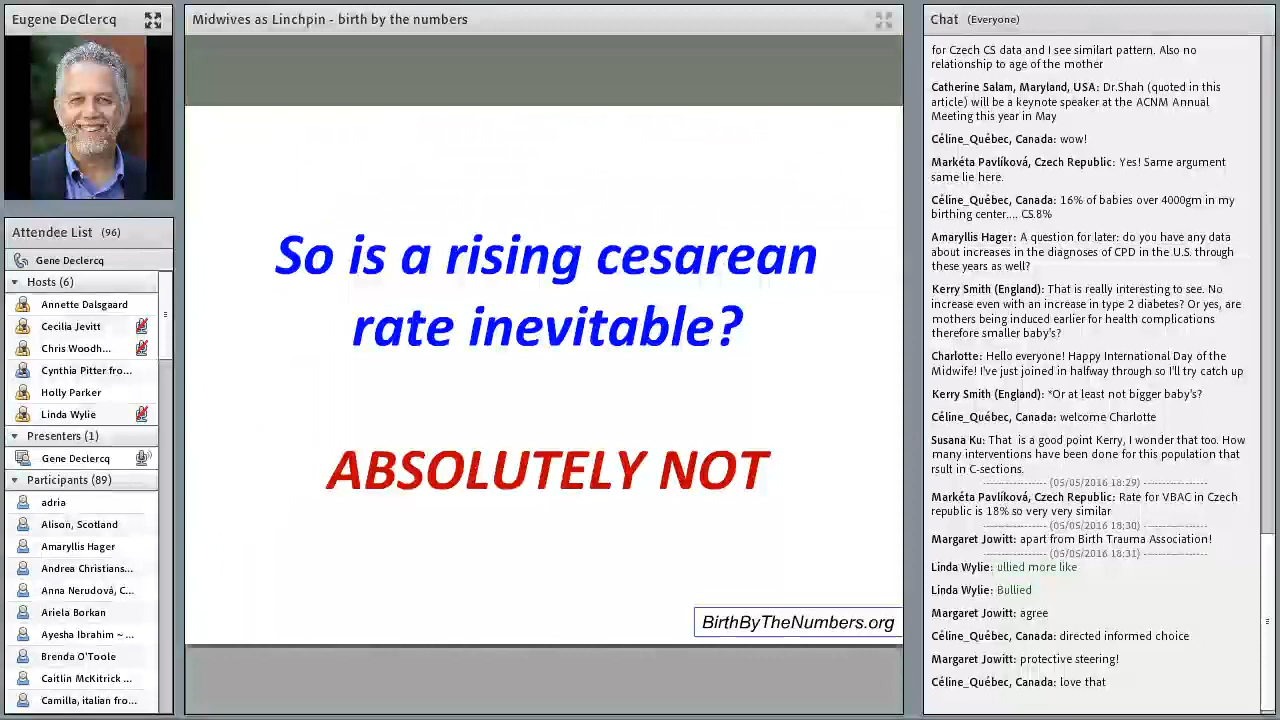 Eugene DeClercq
Attendee List (96)
Gene Declercq
Hosts (6)
Annette Dalsgaard
Cecilia Jevitt
Chris Woodh...
Cynthia Pitter fro...
Holly Parker
Linda Wylie
Presenters (1)
Gene Declercq
Participants (89)
adria
Alison, Scotland
Amaryllis Hager
Andrea Christians...
Anna Nerudová, C...
Ariela Borkan
Ayesha Ibrahim ~ ...
Brenda O'Toole
Caitlin McKitrick ...
Camilla, italian fro...
Midwives as Linchpin - birth by the numbers
So is a rising cesarean
rate inevitable?
ABSOLUTELY NOT
BirthByTheNumbers.org
Chat (Everyone)
for Czech CS data and I see similart pattern. Also no
relationship to age of the mother
Catherine Salam, Maryland, USA: Dr.Shah (quoted in this
article) will be a keynote speaker at the ACNM Annual
Meeting this year in May
Céline_Québec, Canada: wow!
Markéta Pavlíková, Czech Republic: Yes! Same argument
same lie here.
Céline_Québec, Canada: 16% of babies over 4000gm in my
birthing center.... CS.8%
Amaryllis Hager: A question for later: do you have any data
about increases in the diagnoses of CPD in the U.S. through
these years as well?
Kerry Smith (England): That is really interesting to see. No
increase even with an increase in type 2 diabetes? Or yes, are
mothers being induced earlier for health complications
therefore smaller baby's?
Charlotte: Hello everyone! Happy International Day of the
Midwife! I've just joined in halfway through so I'll try catch up
Kerry Smith (England): *Or at least not bigger baby's?
Céline_Québec, Canada: welcome Charlotte
Susana Ku: That  is a good point Kerry, I wonder that too. How
many interventions have been done for this population that
rsult in C-sections.
------------------ (05/05/2016 18:29) ------------------
Markéta Pavlíková, Czech Republic: Rate for VBAC in Czech
republic is 18% so very very similar
------------------ (05/05/2016 18:30) ------------------
Margaret Jowitt: apart from Birth Trauma Association!
------------------ (05/05/2016 18:31) ------------------
Linda Wylie: ullied more like
Linda Wylie: Bullied
Margaret Jowitt: agree
Céline_Québec, Canada: directed informed choice
Margaret Jowitt: protective steering!
Céline_Québec, Canada: love that